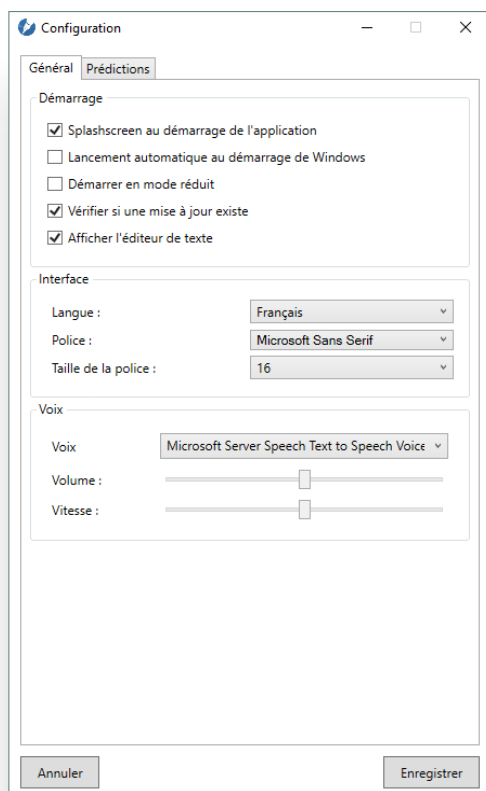 Configuration
Général Prédictions
Démarrage
Splashscreen au démarrage de l'application
Lancement automatique au démarrage de Windows
Démarrer en mode réduit
Vérifier si une mise à jour existe
Afficher l'éditeur de texte
Interface
Langue : Français
Police : Microsoft Sans Serif
Taille de la police : 16
Voix
Voix Microsoft Server Speech Text to Speech Voice
Volume :
Vitesse :
Annuler Enregistrer